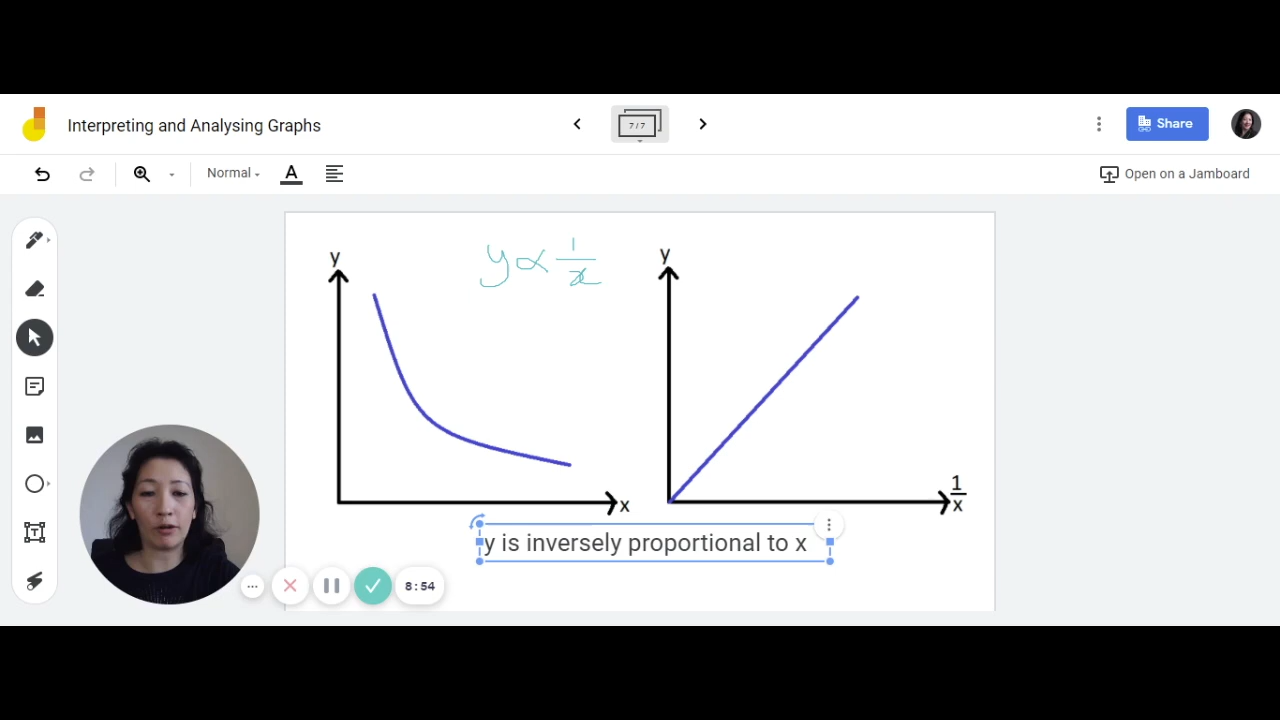 Interpreting and Analysing Graphs
7 / 7
Share
Normal
A
Open on a Jamboard
y
y ∝ 1/x
y
x
1/x
y is inversely proportional to x
T
8:54